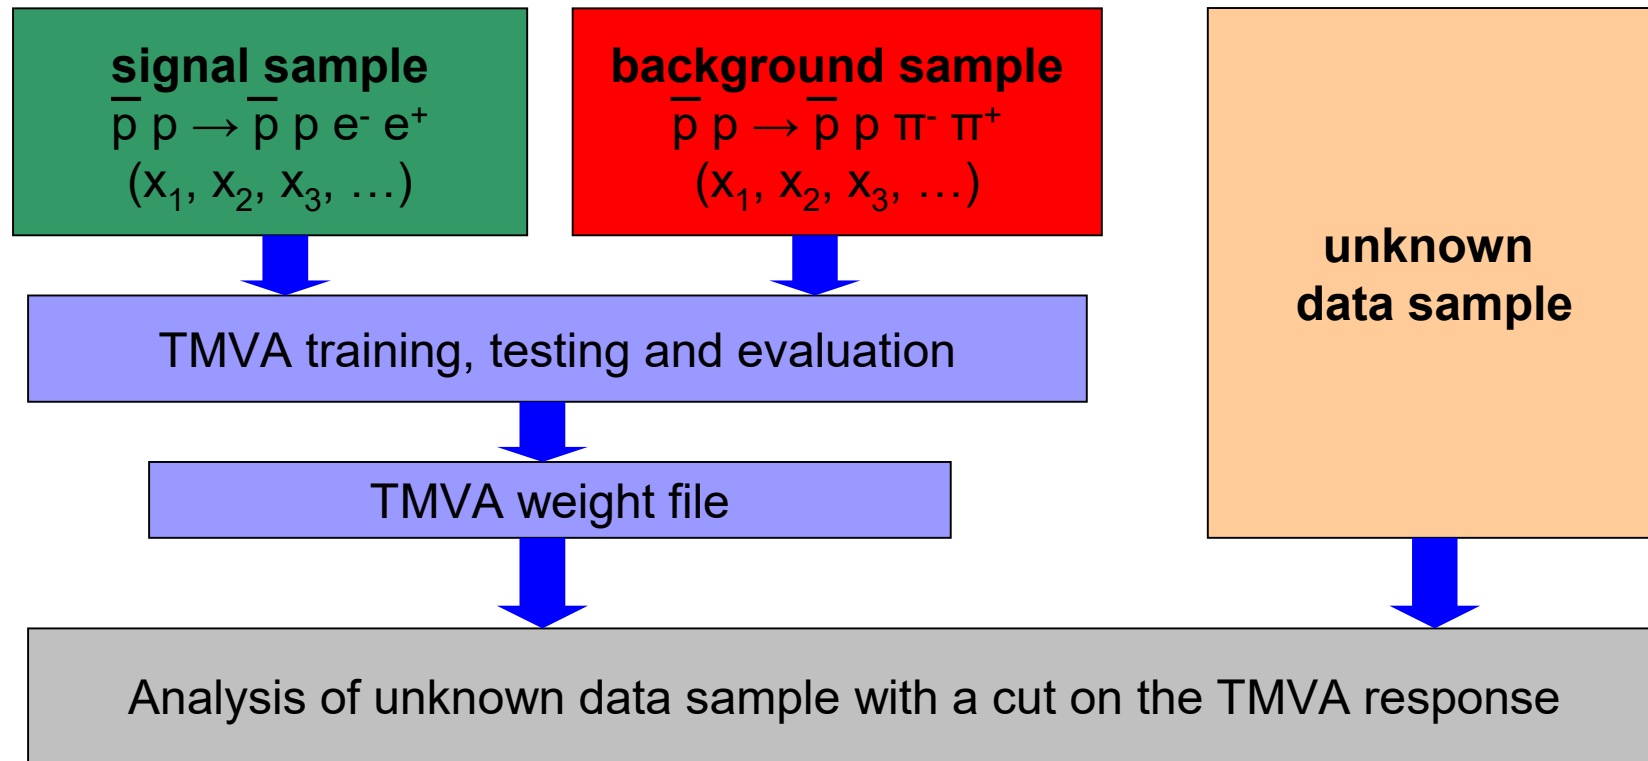 signal sample
p̅ p → p̅ p e⁻ e⁺
(x₁, x₂, x₃, …)
background sample
p̅ p → p̅ p π⁻ π⁺
(x₁, x₂, x₃, …)
unknown
data sample
TMVA training, testing and evaluation
TMVA weight file
Analysis of unknown data sample with a cut on the TMVA response